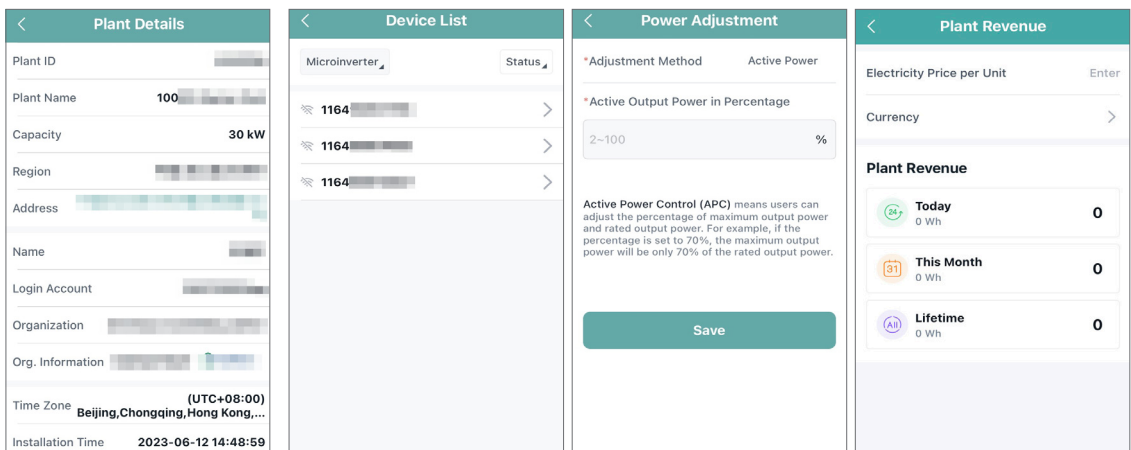 Plant Details
Plant ID
Plant Name 100
Capacity 30 kW
Region
Address
Name
Login Account
Organization
Org. Information
Time Zone (UTC+08:00)
Beijing,Chongqing,Hong Kong,...
Installation Time 2023-06-12 14:48:59
Device List
Microinverter Status
1164
1164
1164
Power Adjustment
*Adjustment Method Active Power
*Active Output Power in Percentage
2~100 %
Active Power Control (APC) means users can
adjust the percentage of maximum output power
and rated output power. For example, if the
percentage is set to 70%, the maximum output
power will be only 70% of the rated output power.
Save
Plant Revenue
Electricity Price per Unit Enter
Currency
Plant Revenue
24
Today 0
0 Wh
31
This Month 0
0 Wh
All
Lifetime 0
0 Wh